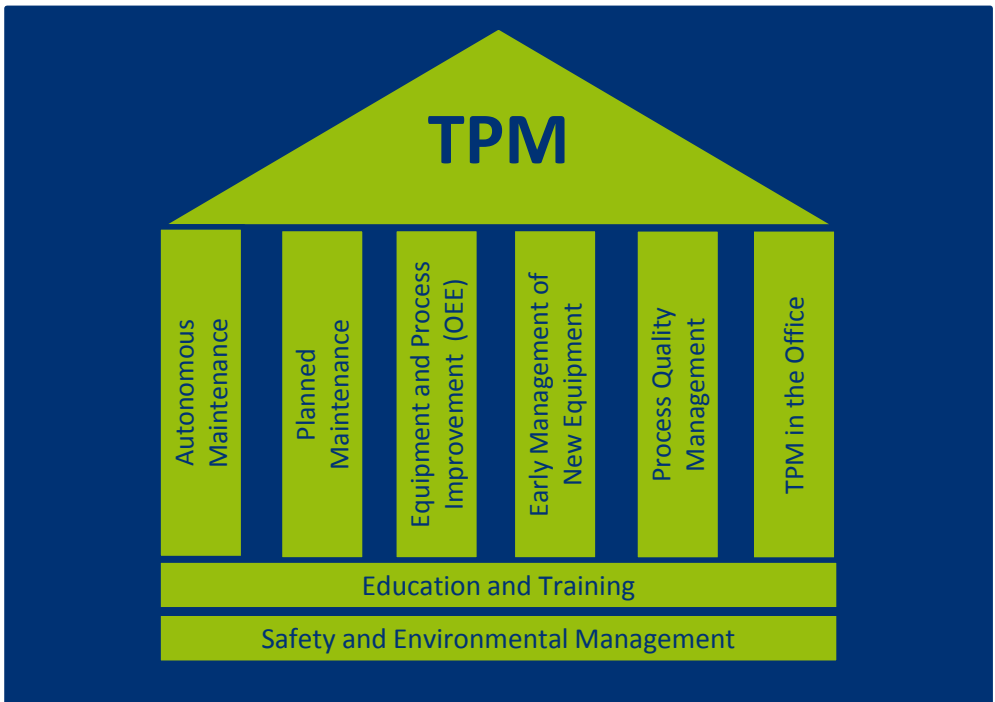 TPM
Autonomous
Maintenance
Planned
Maintenance
Equipment and Process
Improvement (OEE)
Early Management of
New Equipment
Process Quality
Management
TPM in the Office
Education and Training
Safety and Environmental Management